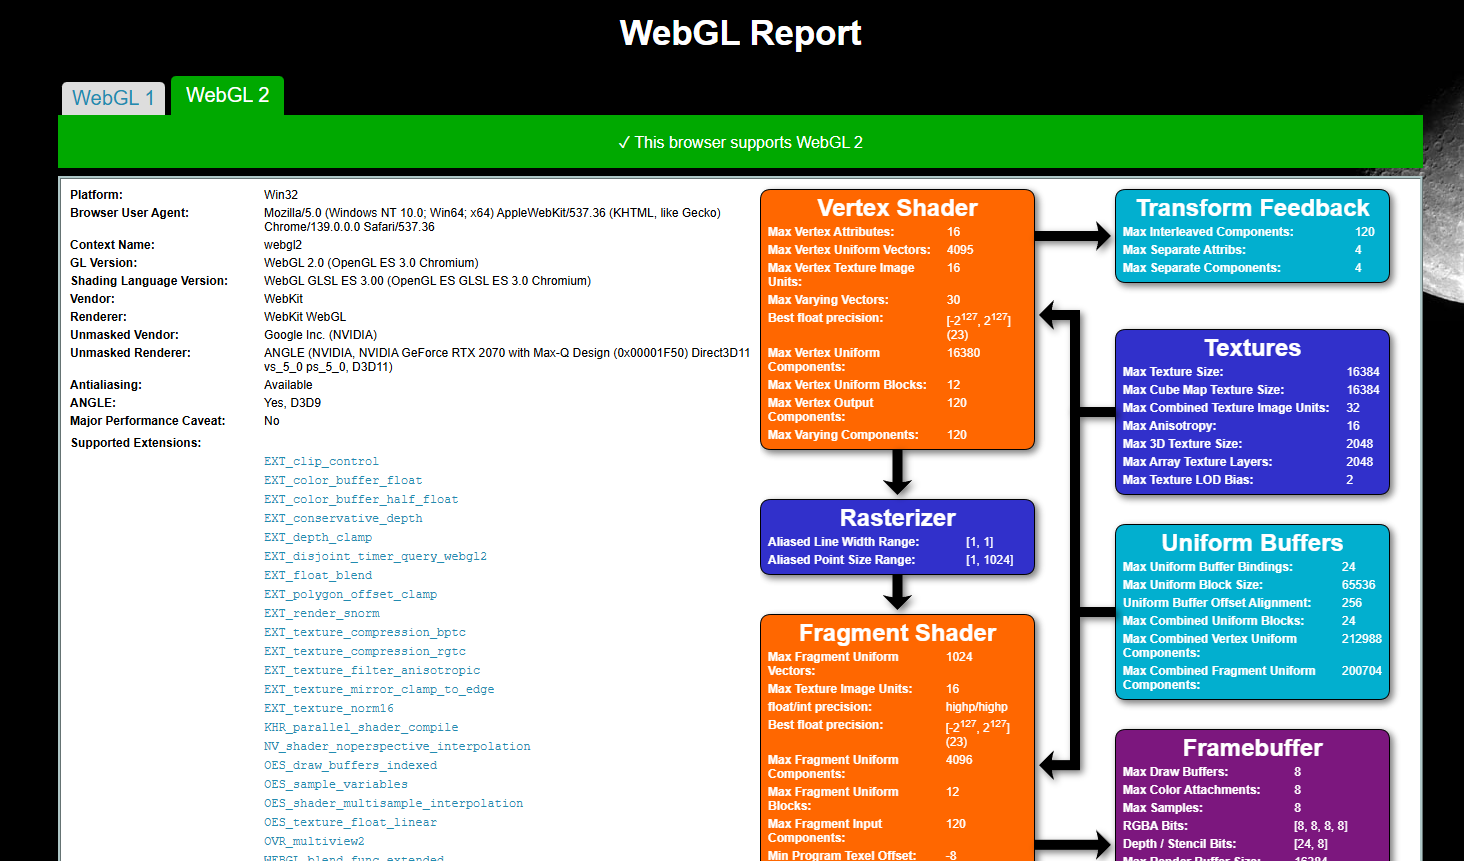 WebGL Report
WebGL 1
WebGL 2
✓ This browser supports WebGL 2
Platform: Win32
Browser User Agent: Mozilla/5.0 (Windows NT 10.0; Win64; x64) AppleWebKit/537.36 (KHTML, like Gecko)
Chrome/139.0.0.0 Safari/537.36
Context Name: webgl2
GL Version: WebGL 2.0 (OpenGL ES 3.0 Chromium)
Shading Language Version: WebGL GLSL ES 3.00 (OpenGL ES GLSL ES 3.0 Chromium)
Vendor: WebKit
Renderer: WebKit WebGL
Unmasked Vendor: Google Inc. (NVIDIA)
Unmasked Renderer: ANGLE (NVIDIA, NVIDIA GeForce RTX 2070 with Max-Q Design (0x00001F50) Direct3D11
vs_5_0 ps_5_0, D3D11)
Antialiasing: Available
ANGLE: Yes, D3D9
Major Performance Caveat: No
Supported Extensions:
EXT_clip_control
EXT_color_buffer_float
EXT_color_buffer_half_float
EXT_conservative_depth
EXT_depth_clamp
EXT_disjoint_timer_query_webgl2
EXT_float_blend
EXT_polygon_offset_clamp
EXT_render_snorm
EXT_texture_compression_bptc
EXT_texture_compression_rgtc
EXT_texture_filter_anisotropic
EXT_texture_mirror_clamp_to_edge
EXT_texture_norm16
KHR_parallel_shader_compile
NV_shader_noperspective_interpolation
OES_draw_buffers_indexed
OES_sample_variables
OES_shader_multisample_interpolation
OES_texture_float_linear
OVR_multiview2
WEBGL_blend_func_extended
Vertex Shader
Max Vertex Attributes: 16
Max Vertex Uniform Vectors: 4095
Max Vertex Texture Image 16
Units:
Max Varying Vectors: 30
Best float precision: [-2^127, 2^127]
(23)
Max Vertex Uniform 16380
Components:
Max Vertex Uniform Blocks: 12
Max Vertex Output 120
Components:
Max Varying Components: 120
Rasterizer
Aliased Line Width Range: [1, 1]
Aliased Point Size Range: [1, 1024]
Fragment Shader
Max Fragment Uniform 1024
Vectors:
Max Texture Image Units: 16
float/int precision: highp/highp
Best float precision: [-2^127, 2^127]
(23)
Max Fragment Uniform 4096
Components:
Max Fragment Uniform 12
Blocks:
Max Fragment Input 120
Components:
Min Program Texel Offset: -8
Transform Feedback
Max Interleaved Components: 120
Max Separate Attribs: 4
Max Separate Components: 4
Textures
Max Texture Size: 16384
Max Cube Map Texture Size: 16384
Max Combined Texture Image Units: 32
Max Anisotropy: 16
Max 3D Texture Size: 2048
Max Array Texture Layers: 2048
Max Texture LOD Bias: 2
Uniform Buffers
Max Uniform Buffer Bindings: 24
Max Uniform Block Size: 65536
Uniform Buffer Offset Alignment: 256
Max Combined Uniform Blocks: 24
Max Combined Vertex Uniform 212988
Components:
Max Combined Fragment Uniform 200704
Components:
Framebuffer
Max Draw Buffers: 8
Max Color Attachments: 8
Max Samples: 8
RGBA Bits: [8, 8, 8, 8]
Depth / Stencil Bits: [24, 8]
Max Render Buffer Size: 16384